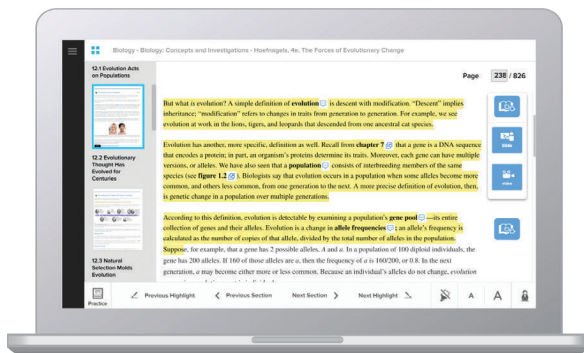 Biology - Biology: Concepts and Investigations - Hoefnagels, 4e, The Forces of Evolutionary Change
12.1 Evolution Acts
on Populations
12.2 Evolutionary
Thought Has
Evolved for
Centuries
12.3 Natural
Selection Molds
Evolution
Page 238 / 826
But what is evolution? A simple definition of evolution is descent with modification. "Descent" implies
inheritance; "modification" refers to changes in traits from generation to generation. For example, we see
evolution at work in the lions, tigers, and leopards that descended from one ancestral cat species.
Evolution has another, more specific, definition as well. Recall from chapter 7 that a gene is a DNA sequence
that encodes a protein; in part, an organism's proteins determine its traits. Moreover, each gene can have multiple
versions, or alleles. We have also seen that a population consists of interbreeding members of the same
species (see figure 1.2 ). Biologists say that evolution occurs in a population when some alleles become more
common, and others less common, from one generation to the next. A more precise definition of evolution, then,
is genetic change in a population over multiple generations.
According to this definition, evolution is detectable by examining a population's gene pool —its entire
collection of genes and their alleles. Evolution is a change in allele frequencies ; an allele's frequency is
calculated as the number of copies of that allele, divided by the total number of alleles in the population.
Suppose, for example, that a gene has 2 possible alleles, A and a. In a population of 100 diploid individuals, the
gene has 200 alleles. If 160 of those alleles are a, then the frequency of a is 160/200, or 0.8. In the next
generation, a may become either more or less common. Because an individual's alleles do not change, evolution
Slide
Video
Practice
Previous Highlight
Previous Section
Next Section
Next Highlight
A
A